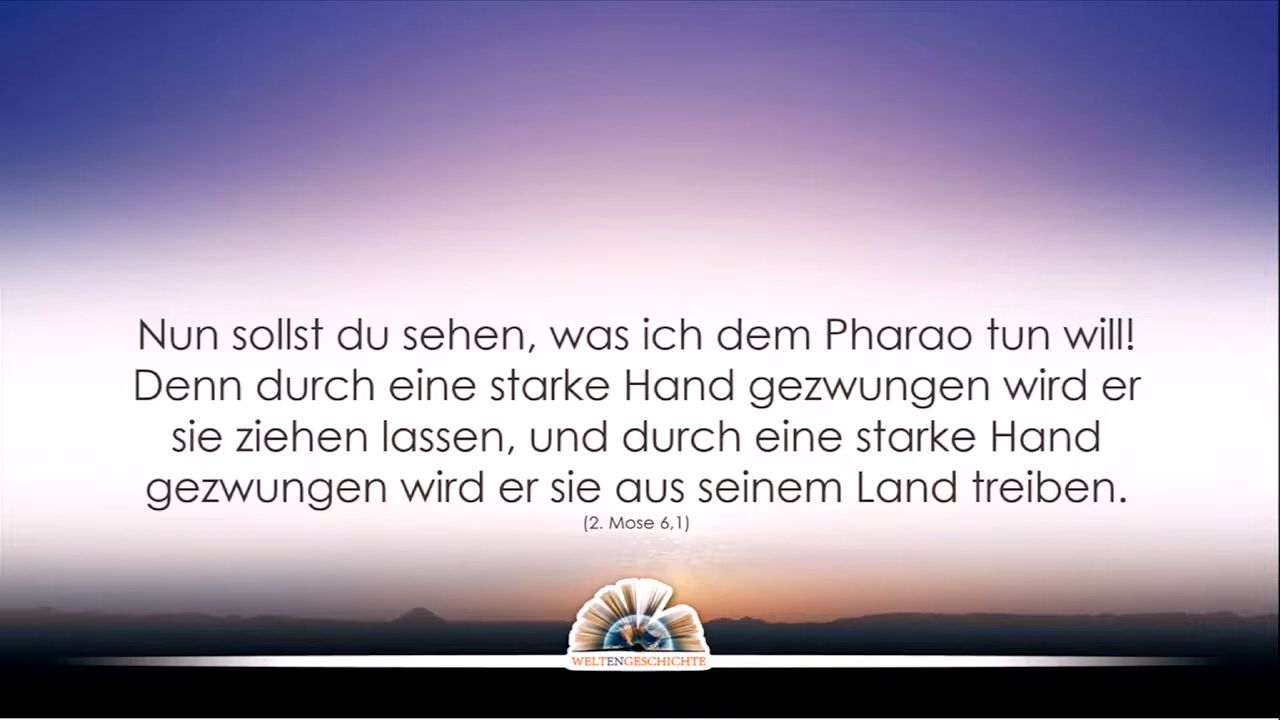 Nun sollst du sehen, was ich dem Pharao tun will!
Denn durch eine starke Hand gezwungen wird er
sie ziehen lassen, und durch eine starke Hand
gezwungen wird er sie aus seinem Land treiben.
(2. Mose 6,1)
WELTENGESCHICHTE